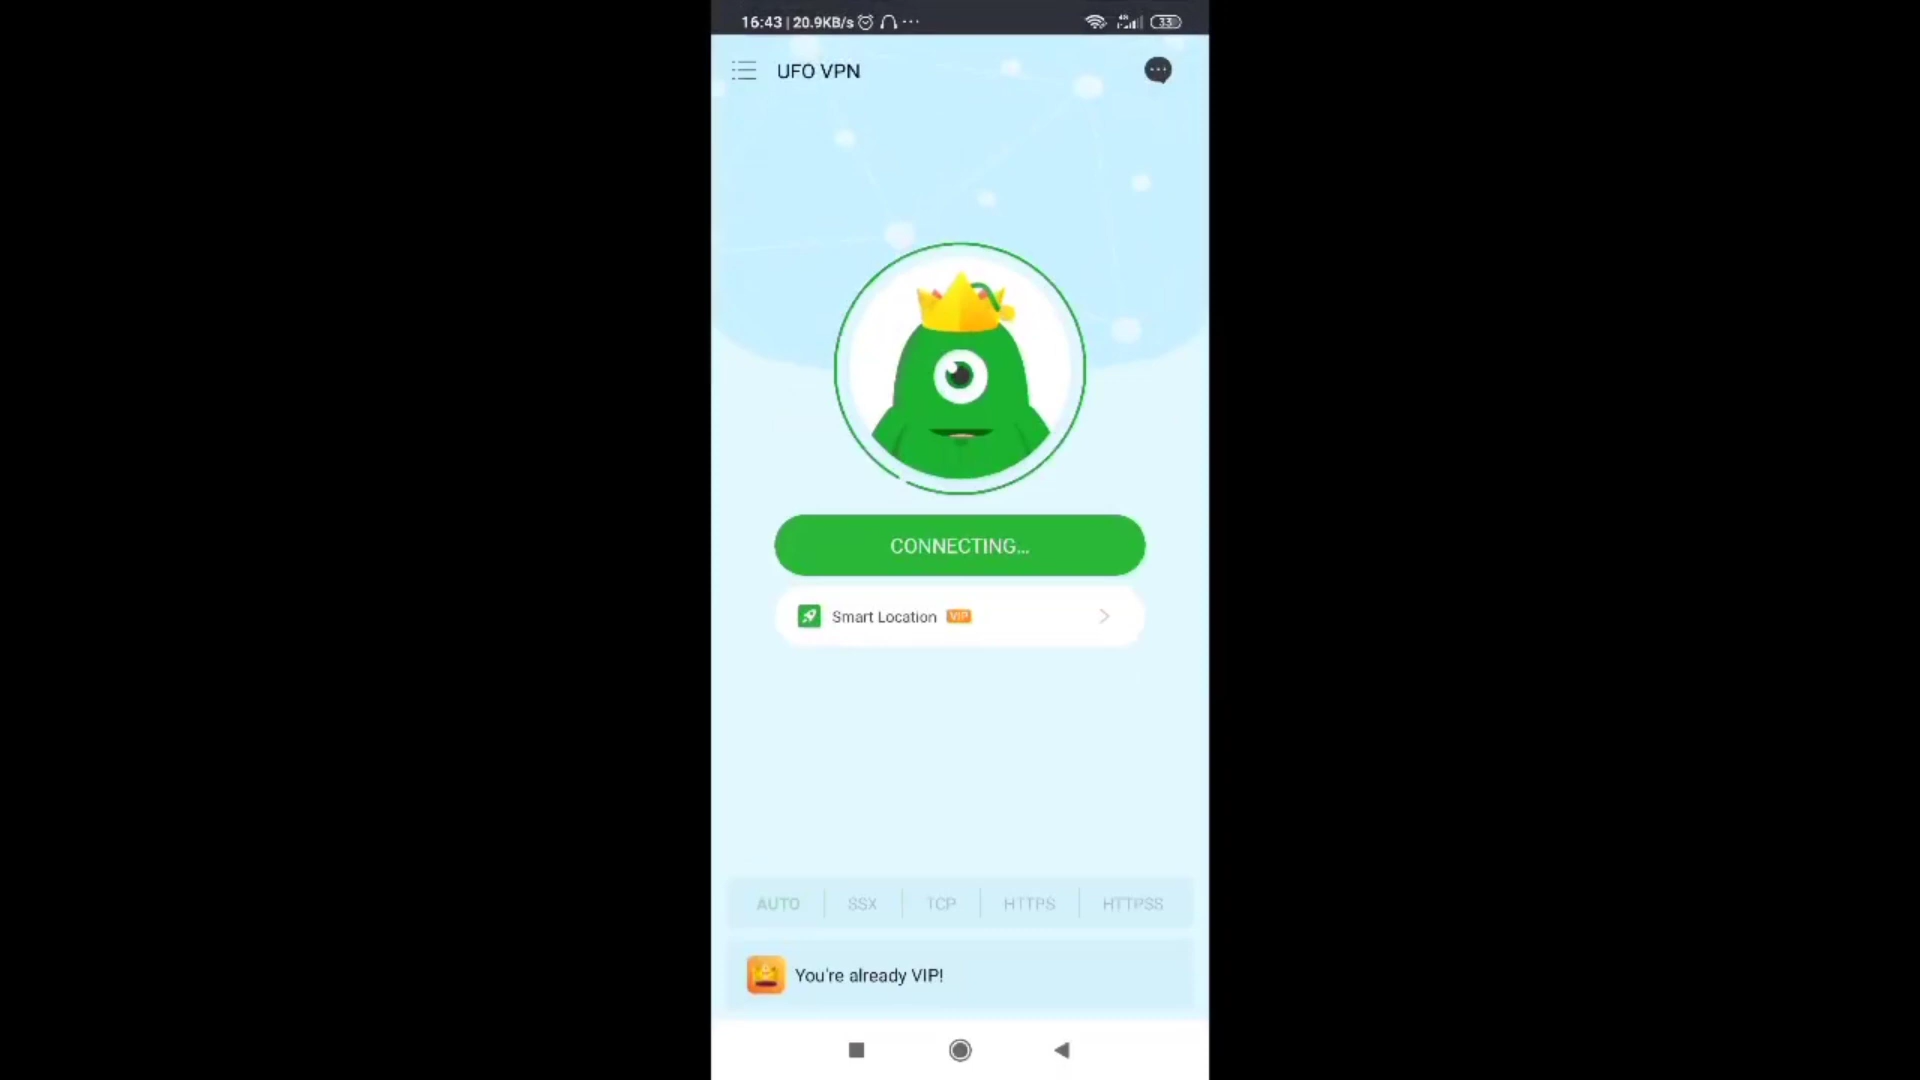 16:43 | 20.9KB/s
33
UFO VPN
CONNECTING...
Smart Location VIP
AUTO SSX TCP HTTPS HTTPSS
You're already VIP!